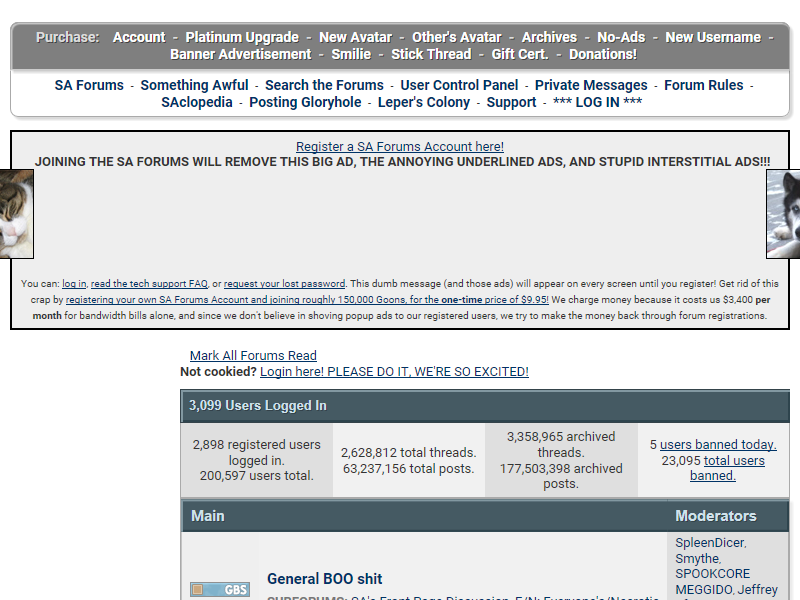 Purchase: Account - Platinum Upgrade - New Avatar - Other's Avatar - Archives - No-Ads - New Username -
Banner Advertisement - Smilie - Stick Thread - Gift Cert. - Donations!
SA Forums - Something Awful - Search the Forums - User Control Panel - Private Messages - Forum Rules -
SAclopedia - Posting Gloryhole - Leper's Colony - Support - *** LOG IN ***
Register a SA Forums Account here!
JOINING THE SA FORUMS WILL REMOVE THIS BIG AD, THE ANNOYING UNDERLINED ADS, AND STUPID INTERSTITIAL ADS!!!
You can: log in, read the tech support FAQ, or request your lost password. This dumb message (and those ads) will appear on every screen until you register! Get rid of this
crap by registering your own SA Forums Account and joining roughly 150,000 Goons, for the one-time price of $9.95! We charge money because it costs us $3,400 per
month for bandwidth bills alone, and since we don't believe in shoving popup ads to our registered users, we try to make the money back through forum registrations.
Mark All Forums Read
Not cookied? Login here! PLEASE DO IT, WE'RE SO EXCITED!
3,099 Users Logged In
2,898 registered users
logged in.
200,597 users total.
2,628,812 total threads.
63,237,156 total posts.
3,358,965 archived
threads.
177,503,398 archived
posts.
5 users banned today.
23,095 total users
banned.
Main
Moderators
GBS
General BOO shit
SUBFORUMS: SA's Front Page Discussion, E/N: Everyone's/Neurotic
SpleenDicer,
Smythe,
SPOOKCORE
MEGGIDO, Jeffrey